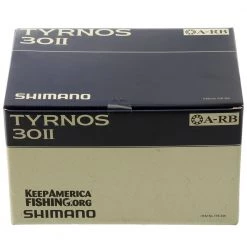 TYRNOS
30II
A-RB
SHIMANO
TYRNOS
30II
A-RB
KEEPAMERICA
FISHING.ORG
SHIMANO